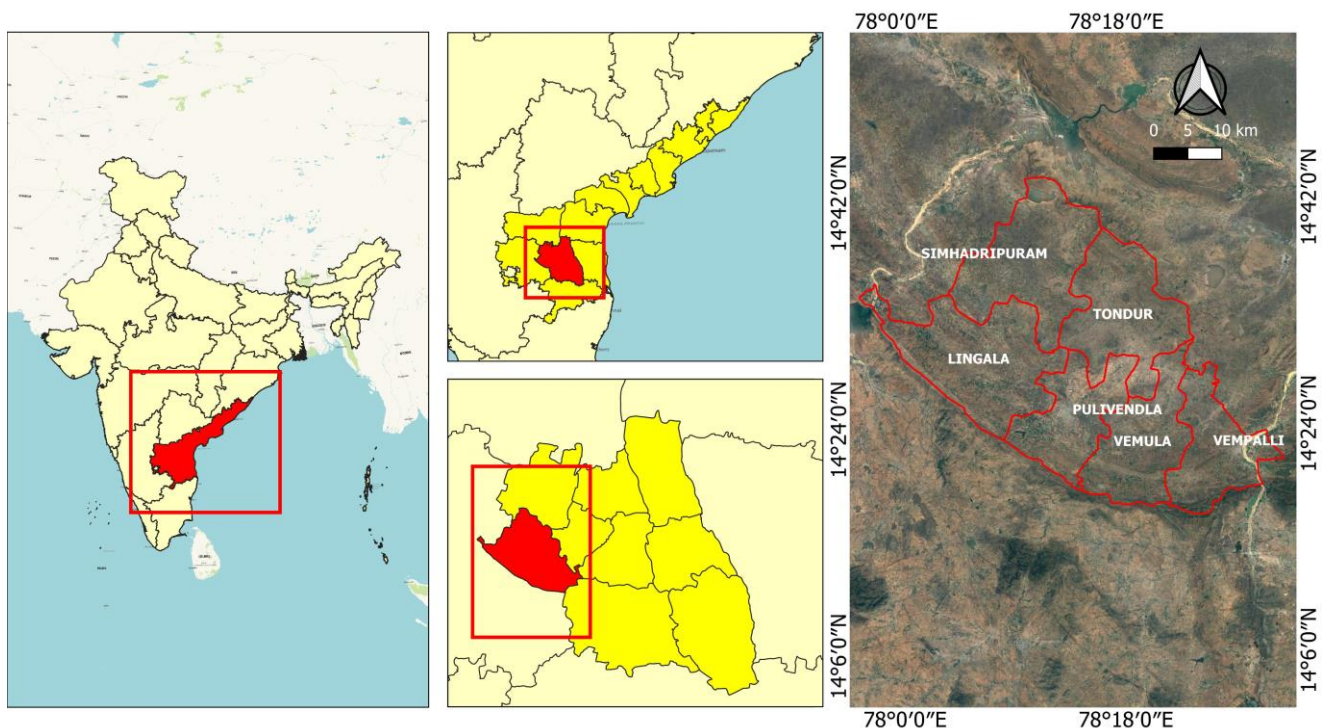 78°0′0″E
78°18′0″E
0 5 10 km
14°42′0″N
14°42′0″N
SIMHADRIPURAM
TONDUR
LINGALA
14°24′0″N
14°24′0″N
PULIVENDLA
VEMULA
VEMPALLI
14°6′0″N
14°6′0″N
78°0′0″E
78°18′0″E